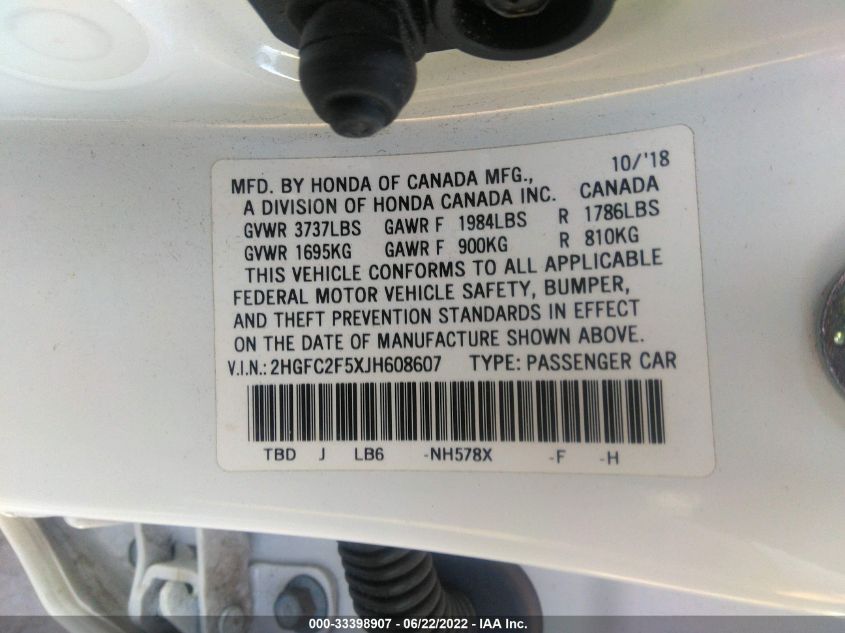 10/'18
MFD. BY HONDA OF CANADA MFG.,
A DIVISION OF HONDA CANADA INC. CANADA
GVWR 3737LBS GAWR F 1984LBS R 1786LBS
GVWR 1695KG GAWR F 900KG R 810KG
THIS VEHICLE CONFORMS TO ALL APPLICABLE
FEDERAL MOTOR VEHICLE SAFETY, BUMPER,
AND THEFT PREVENTION STANDARDS IN EFFECT
ON THE DATE OF MANUFACTURE SHOWN ABOVE.
V.I.N.: 2HGFC2F5XJH608607 TYPE: PASSENGER CAR
TBD J LB6 -NH578X -F -H
000-33398907 - 06/22/2022 - IAA Inc.